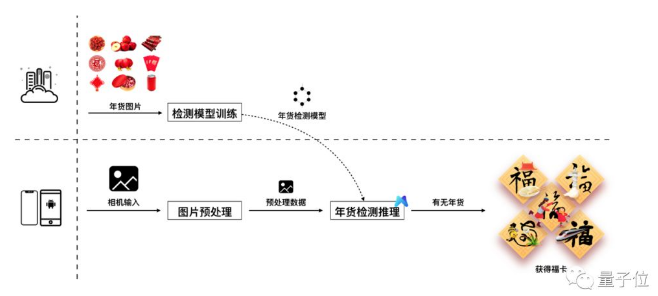 年货图片
检测模型训练
年货检测模型
相机输入
图片预处理
预处理数据
年货检测推理
有无年货
福
福
福
福
获得福卡
量子位